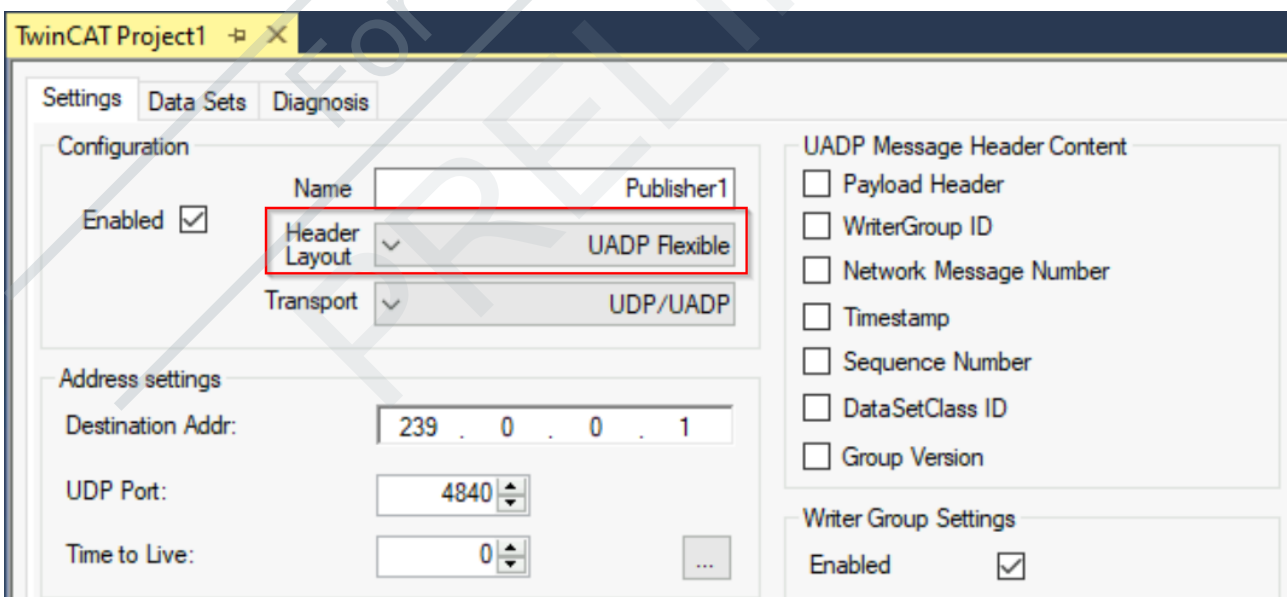 TwinCAT Project1
Settings Data Sets Diagnosis
Configuration
Name Publisher1
Enabled
Header Layout UADP Flexible
Transport UDP/UADP
Address settings
Destination Addr: 239 . 0 . 0 . 1
UDP Port: 4840
Time to Live: 0 ...
UADP Message Header Content
Payload Header
WriterGroup ID
Network Message Number
Timestamp
Sequence Number
DataSetClass ID
Group Version
Writer Group Settings
Enabled
For
PRELI